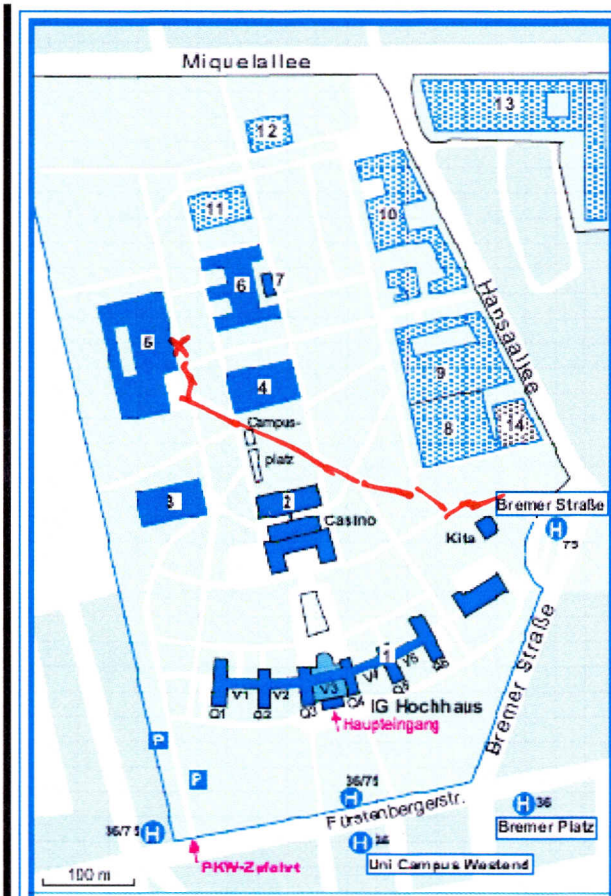 Miquelallee
13
12
11
10
6
7
5
Hansaallee
4
9
Campus-
platz
8
14
3
2
Casino
Bremer Straße
Kita
H
75
1
V1
V2
V3
V4
V5
Q1
Q2
Q3
Q4
Q5
Q6
IG Hochhaus
Haupteingang
Bremer Straße
P
P
36/75
H
Fürstenbergerstr.
H 36
Bremer Platz
36/75 H
H 36
Uni Campus Westend
PKW-Zufahrt
100 m